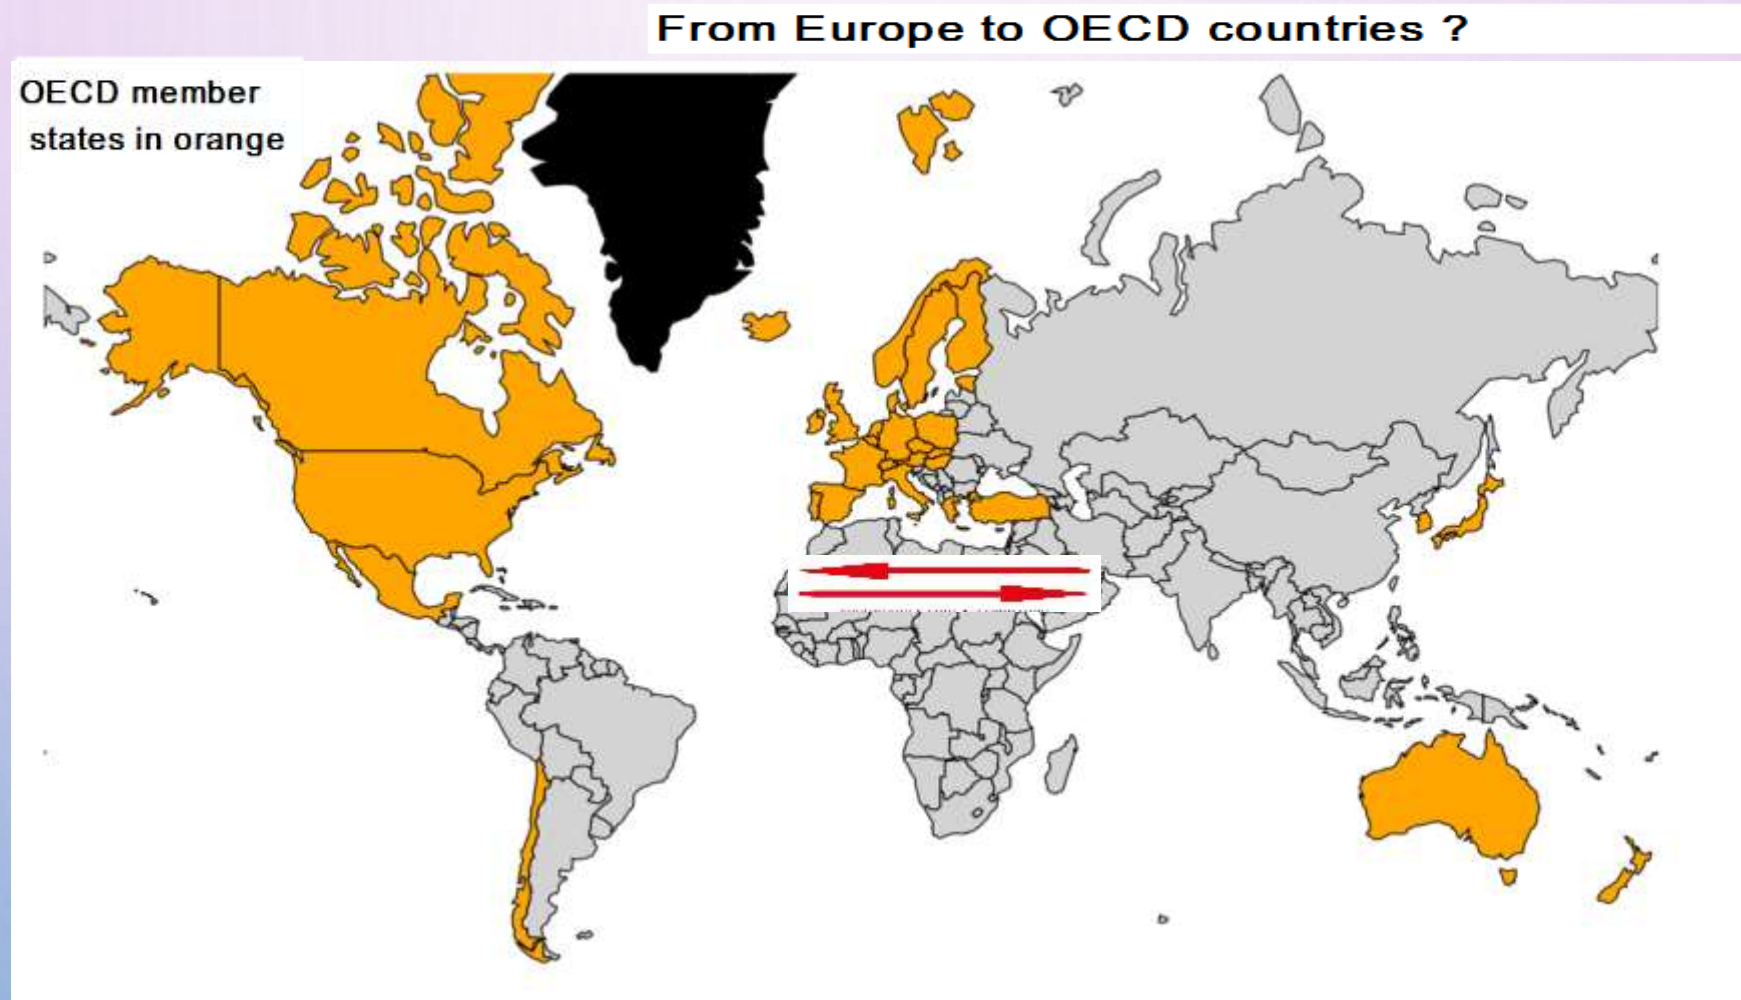 From Europe to OECD countries ?
OECD member
states in orange